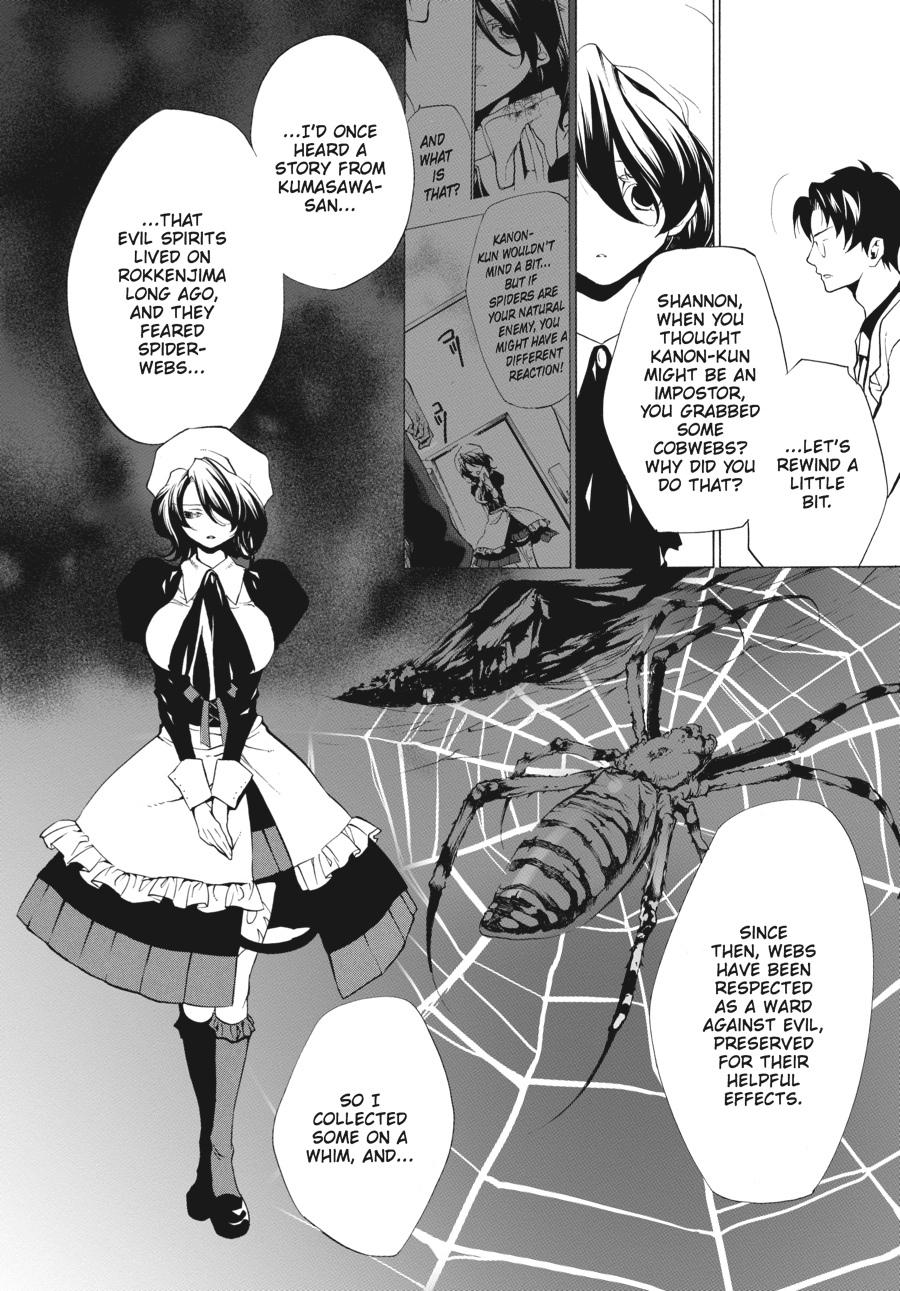 ...LET'S
REWIND A
LITTLE
BIT.
SHANNON,
WHEN YOU
THOUGHT
KANON-KUN
MIGHT BE AN
IMPOSTOR,
YOU GRABBED
SOME
COBWEBS?
WHY DID YOU
DO THAT?
AND
WHAT
IS
THAT?
KANON-
KUN WOULDN'T
MIND A BIT...
BUT IF
SPIDERS ARE
YOUR NATURAL
ENEMY, YOU
MIGHT HAVE A
DIFFERENT
REACTION!
...I'D ONCE
HEARD A
STORY FROM
KUMASAWA-
SAN...
...THAT
EVIL SPIRITS
LIVED ON
ROKKENJIMA
LONG AGO,
AND THEY
FEARED
SPIDER-
WEBS...
SINCE
THEN, WEBS
HAVE BEEN
RESPECTED
AS A WARD
AGAINST EVIL,
PRESERVED
FOR THEIR
HELPFUL
EFFECTS.
SO I
COLLECTED
SOME ON A
WHIM, AND...